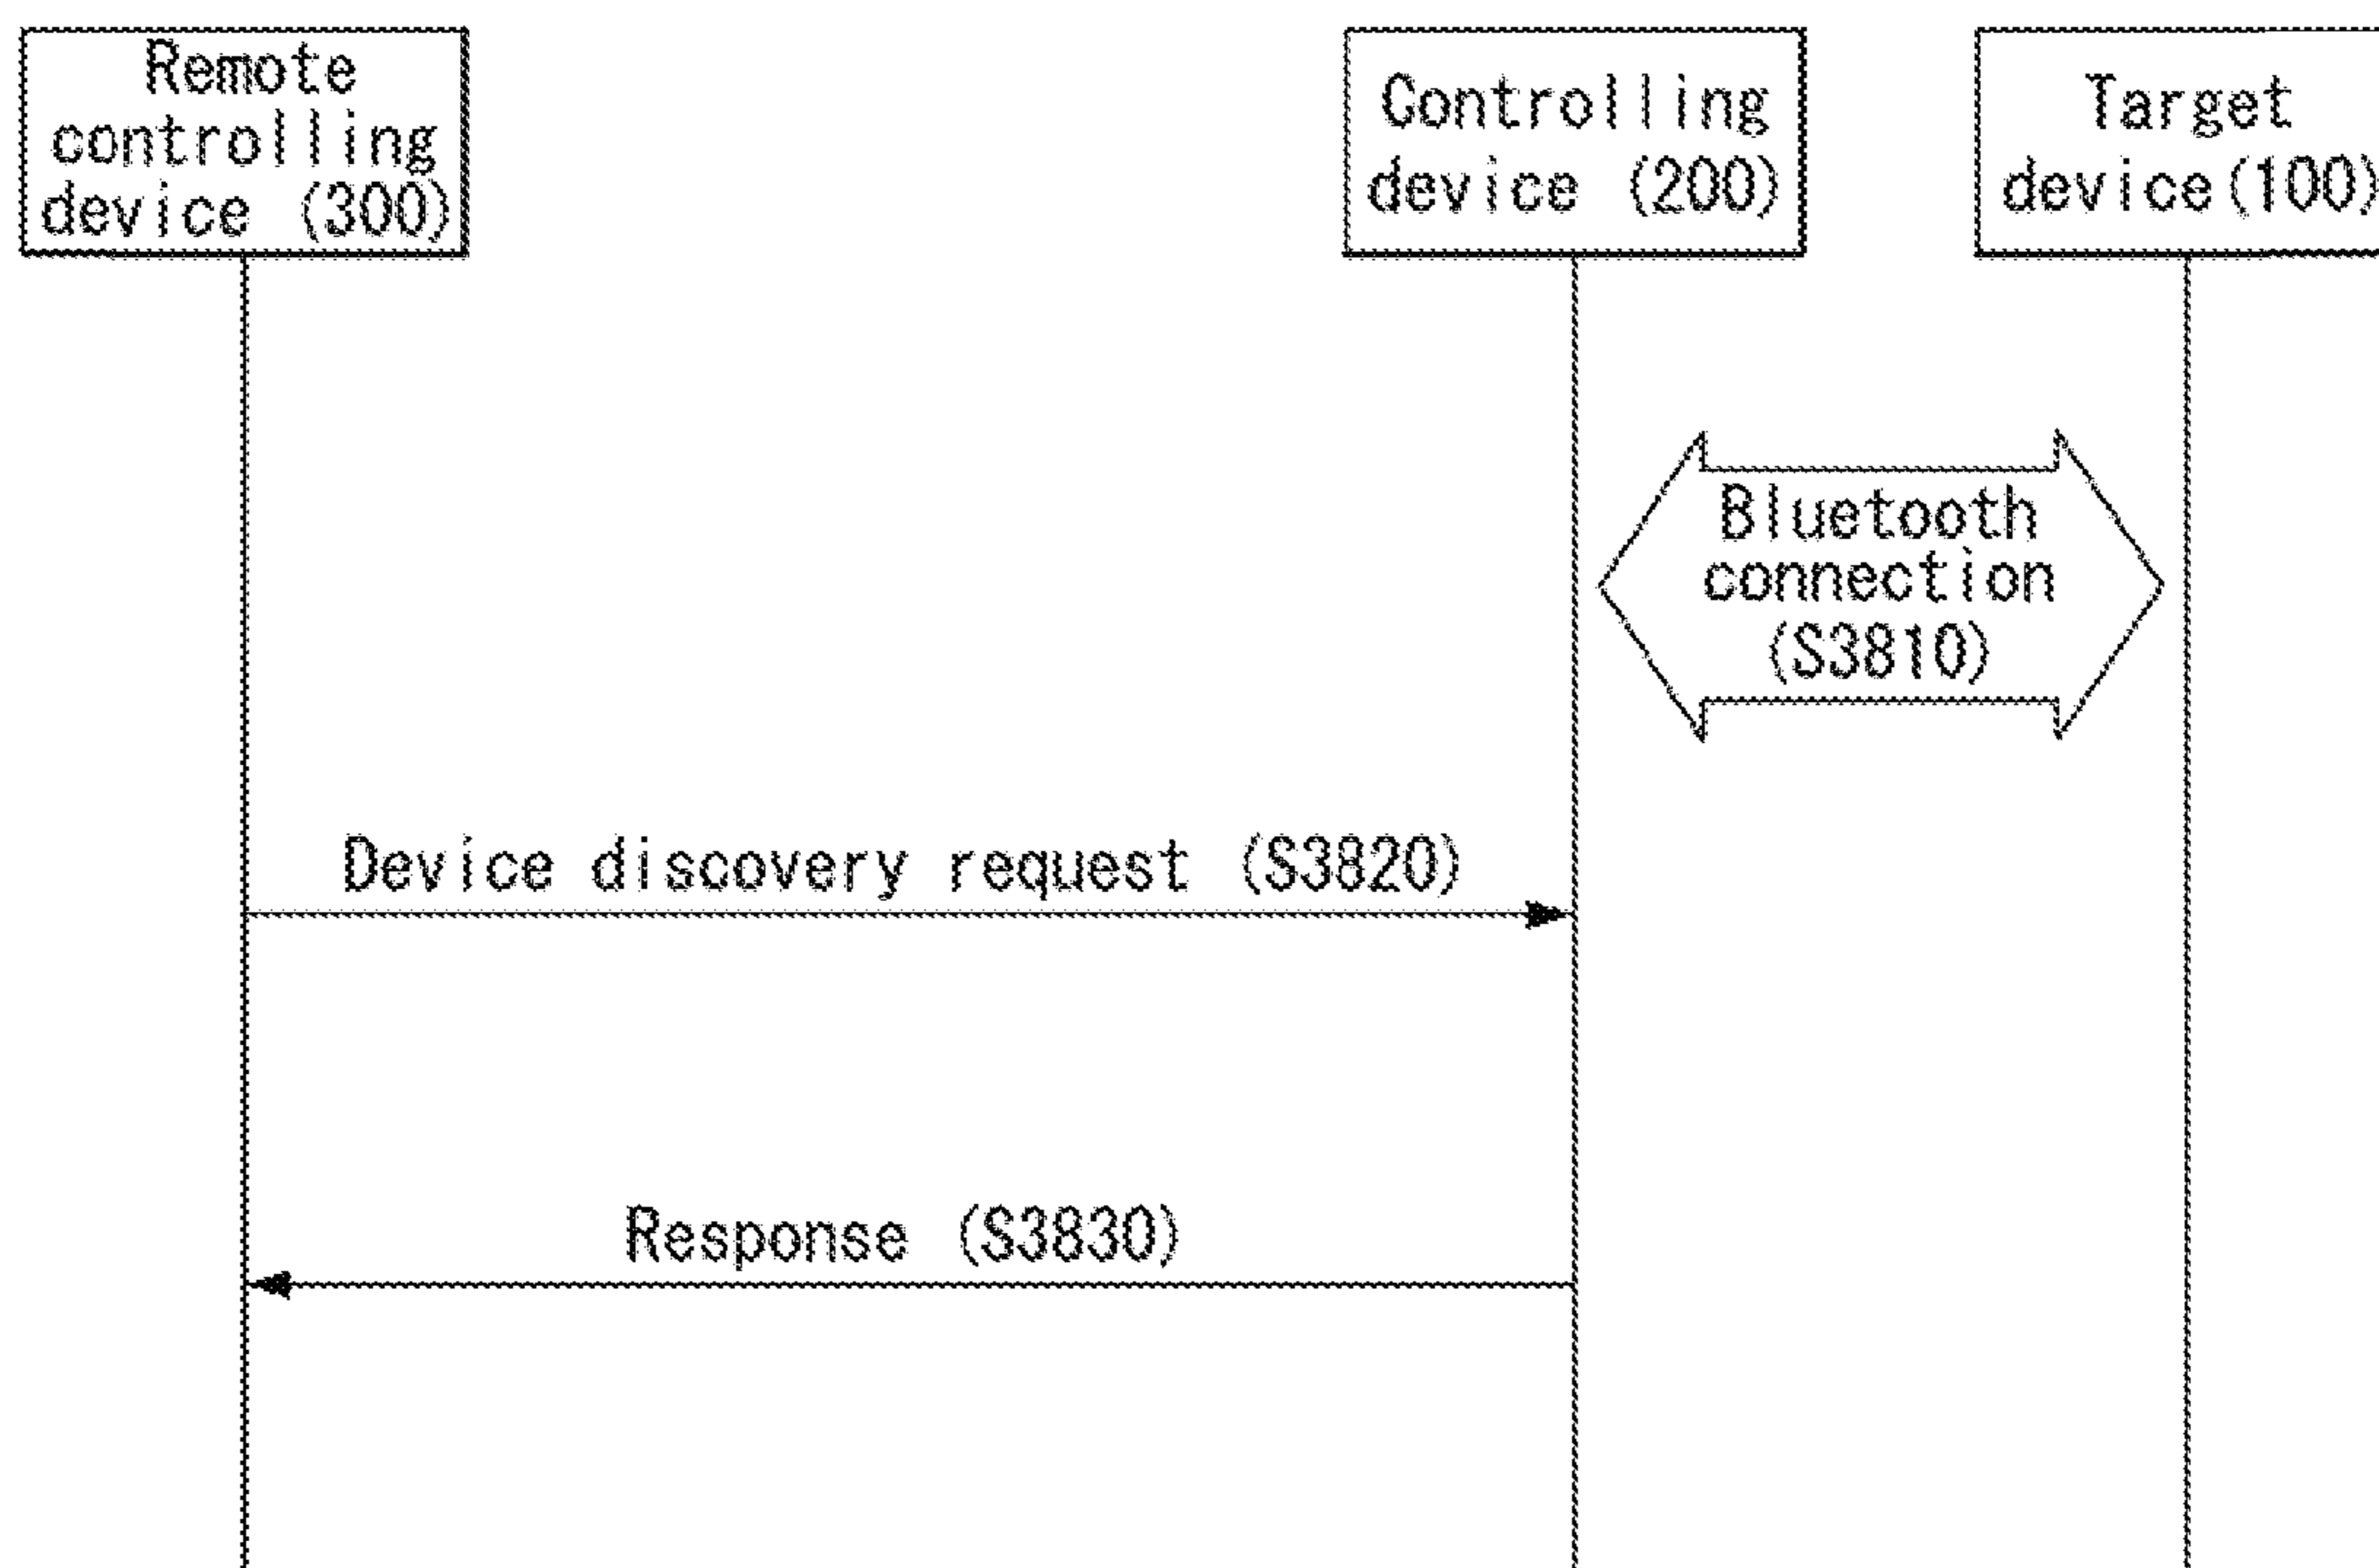 Remote
controlling
device (300)
Controlling
device (200)
Target
device(100)
Bluetooth
connection
(S3810)
Device discovery request (S3820)
Response (S3830)